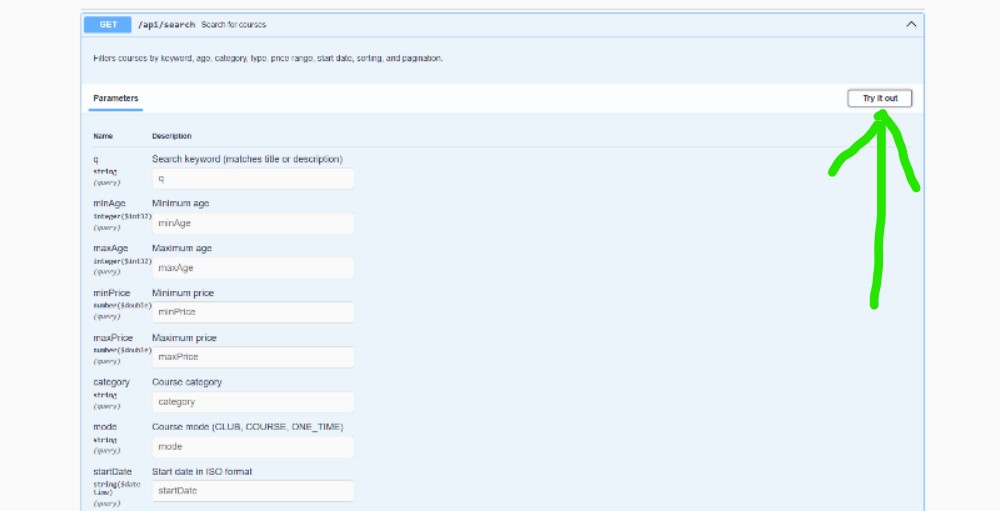 GET /api/search Search for courses
Filters courses by keyword, age, category, type, price range, start date, sorting, and pagination.
Parameters
Try it out
Name Description
q Search keyword (matches title or description)
string
(query)
q
minAge Minimum age
integer($int32)
(query)
minAge
maxAge Maximum age
integer($int32)
(query)
maxAge
minPrice Minimum price
number($double)
(query)
minPrice
maxPrice Maximum price
number($double)
(query)
maxPrice
category Course category
string
(query)
category
mode Course mode (CLUB, COURSE, ONE_TIME)
string
(query)
mode
startDate Start date in ISO format
string($date
time)
(query)
startDate